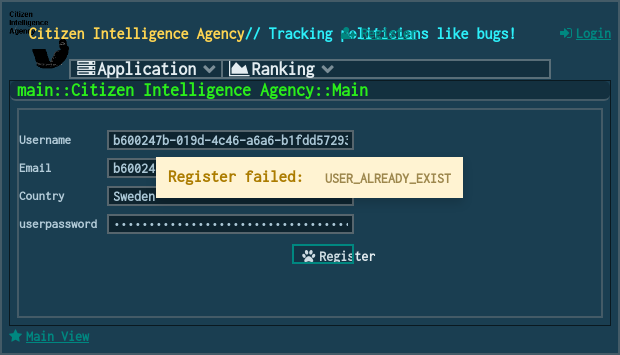 Citizen
Intelligence
Agency
Citizen Intelligence Agency// Tracking politicians like bugs!
Register
Login
Application
Ranking
main::Citizen Intelligence Agency::Main
Username
b600247b-019d-4c46-a6a6-b1fdd57293
Email
b60024
Register failed: USER_ALREADY_EXIST
Country
Sweden
userpassword
Register
Main View